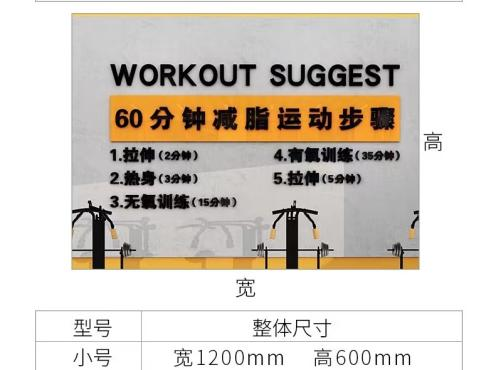 WORKOUT SUGGEST
60分钟减脂运动步骤
1.拉伸(2分钟) 4.有氧训练(35分钟)
2.热身(3分钟) 5.拉伸(5分钟)
3.无氧训练(15分钟)
高
宽
型号 整体尺寸
小号 宽1200mm 高600mm